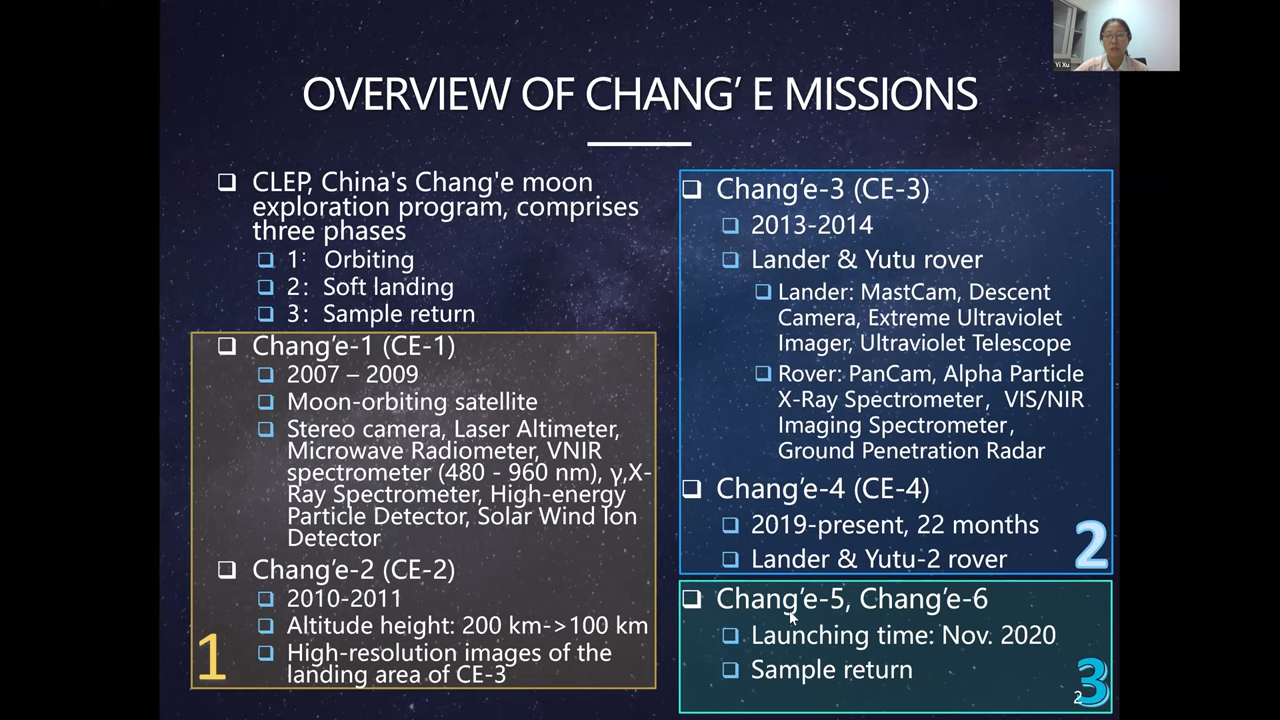 Yi Xu
OVERVIEW OF CHANG' E MISSIONS
CLEP, China's Chang'e moon
exploration program, comprises
three phases
1: Orbiting
2: Soft landing
3: Sample return
Chang'e-1 (CE-1)
2007 – 2009
Moon-orbiting satellite
Stereo camera, Laser Altimeter,
Microwave Radiometer, VNIR
spectrometer (480 - 960 nm), γ,X-
Ray Spectrometer, High-energy
Particle Detector, Solar Wind Ion
Detector
Chang'e-2 (CE-2)
2010-2011
Altitude height: 200 km->100 km
High-resolution images of the
landing area of CE-3
1
Chang'e-3 (CE-3)
2013-2014
Lander & Yutu rover
Lander: MastCam, Descent
Camera, Extreme Ultraviolet
Imager, Ultraviolet Telescope
Rover: PanCam, Alpha Particle
X-Ray Spectrometer, VIS/NIR
Imaging Spectrometer,
Ground Penetration Radar
Chang'e-4 (CE-4)
2019-present, 22 months
Lander & Yutu-2 rover
2
Chang'e-5, Chang'e-6
Launching time: Nov. 2020
Sample return
3
2